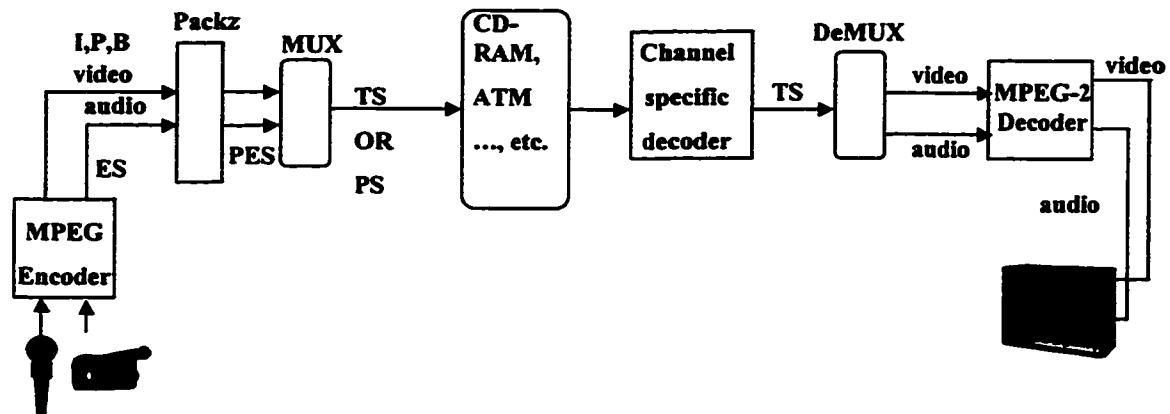 Packz
I,P,B
video
audio
ES
MPEG
Encoder
PES
MUX
TS
OR
PS
CD-
RAM,
ATM
..., etc.
Channel
specific
decoder
TS
DeMUX
video
audio
MPEG-2
Decoder
video
audio